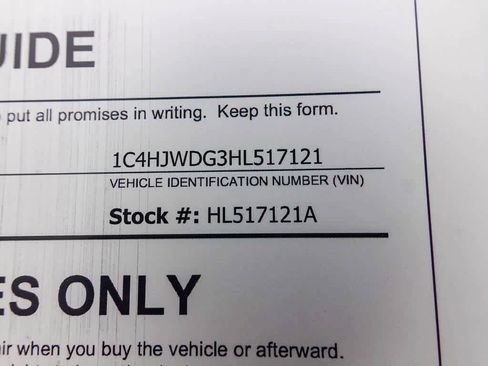 UIDE
put all promises in writing. Keep this form.
1C4HJWDG3HL517121
VEHICLE IDENTIFICATION NUMBER (VIN)
Stock #: HL517121A
ES ONLY
ir when you buy the vehicle or afterward.